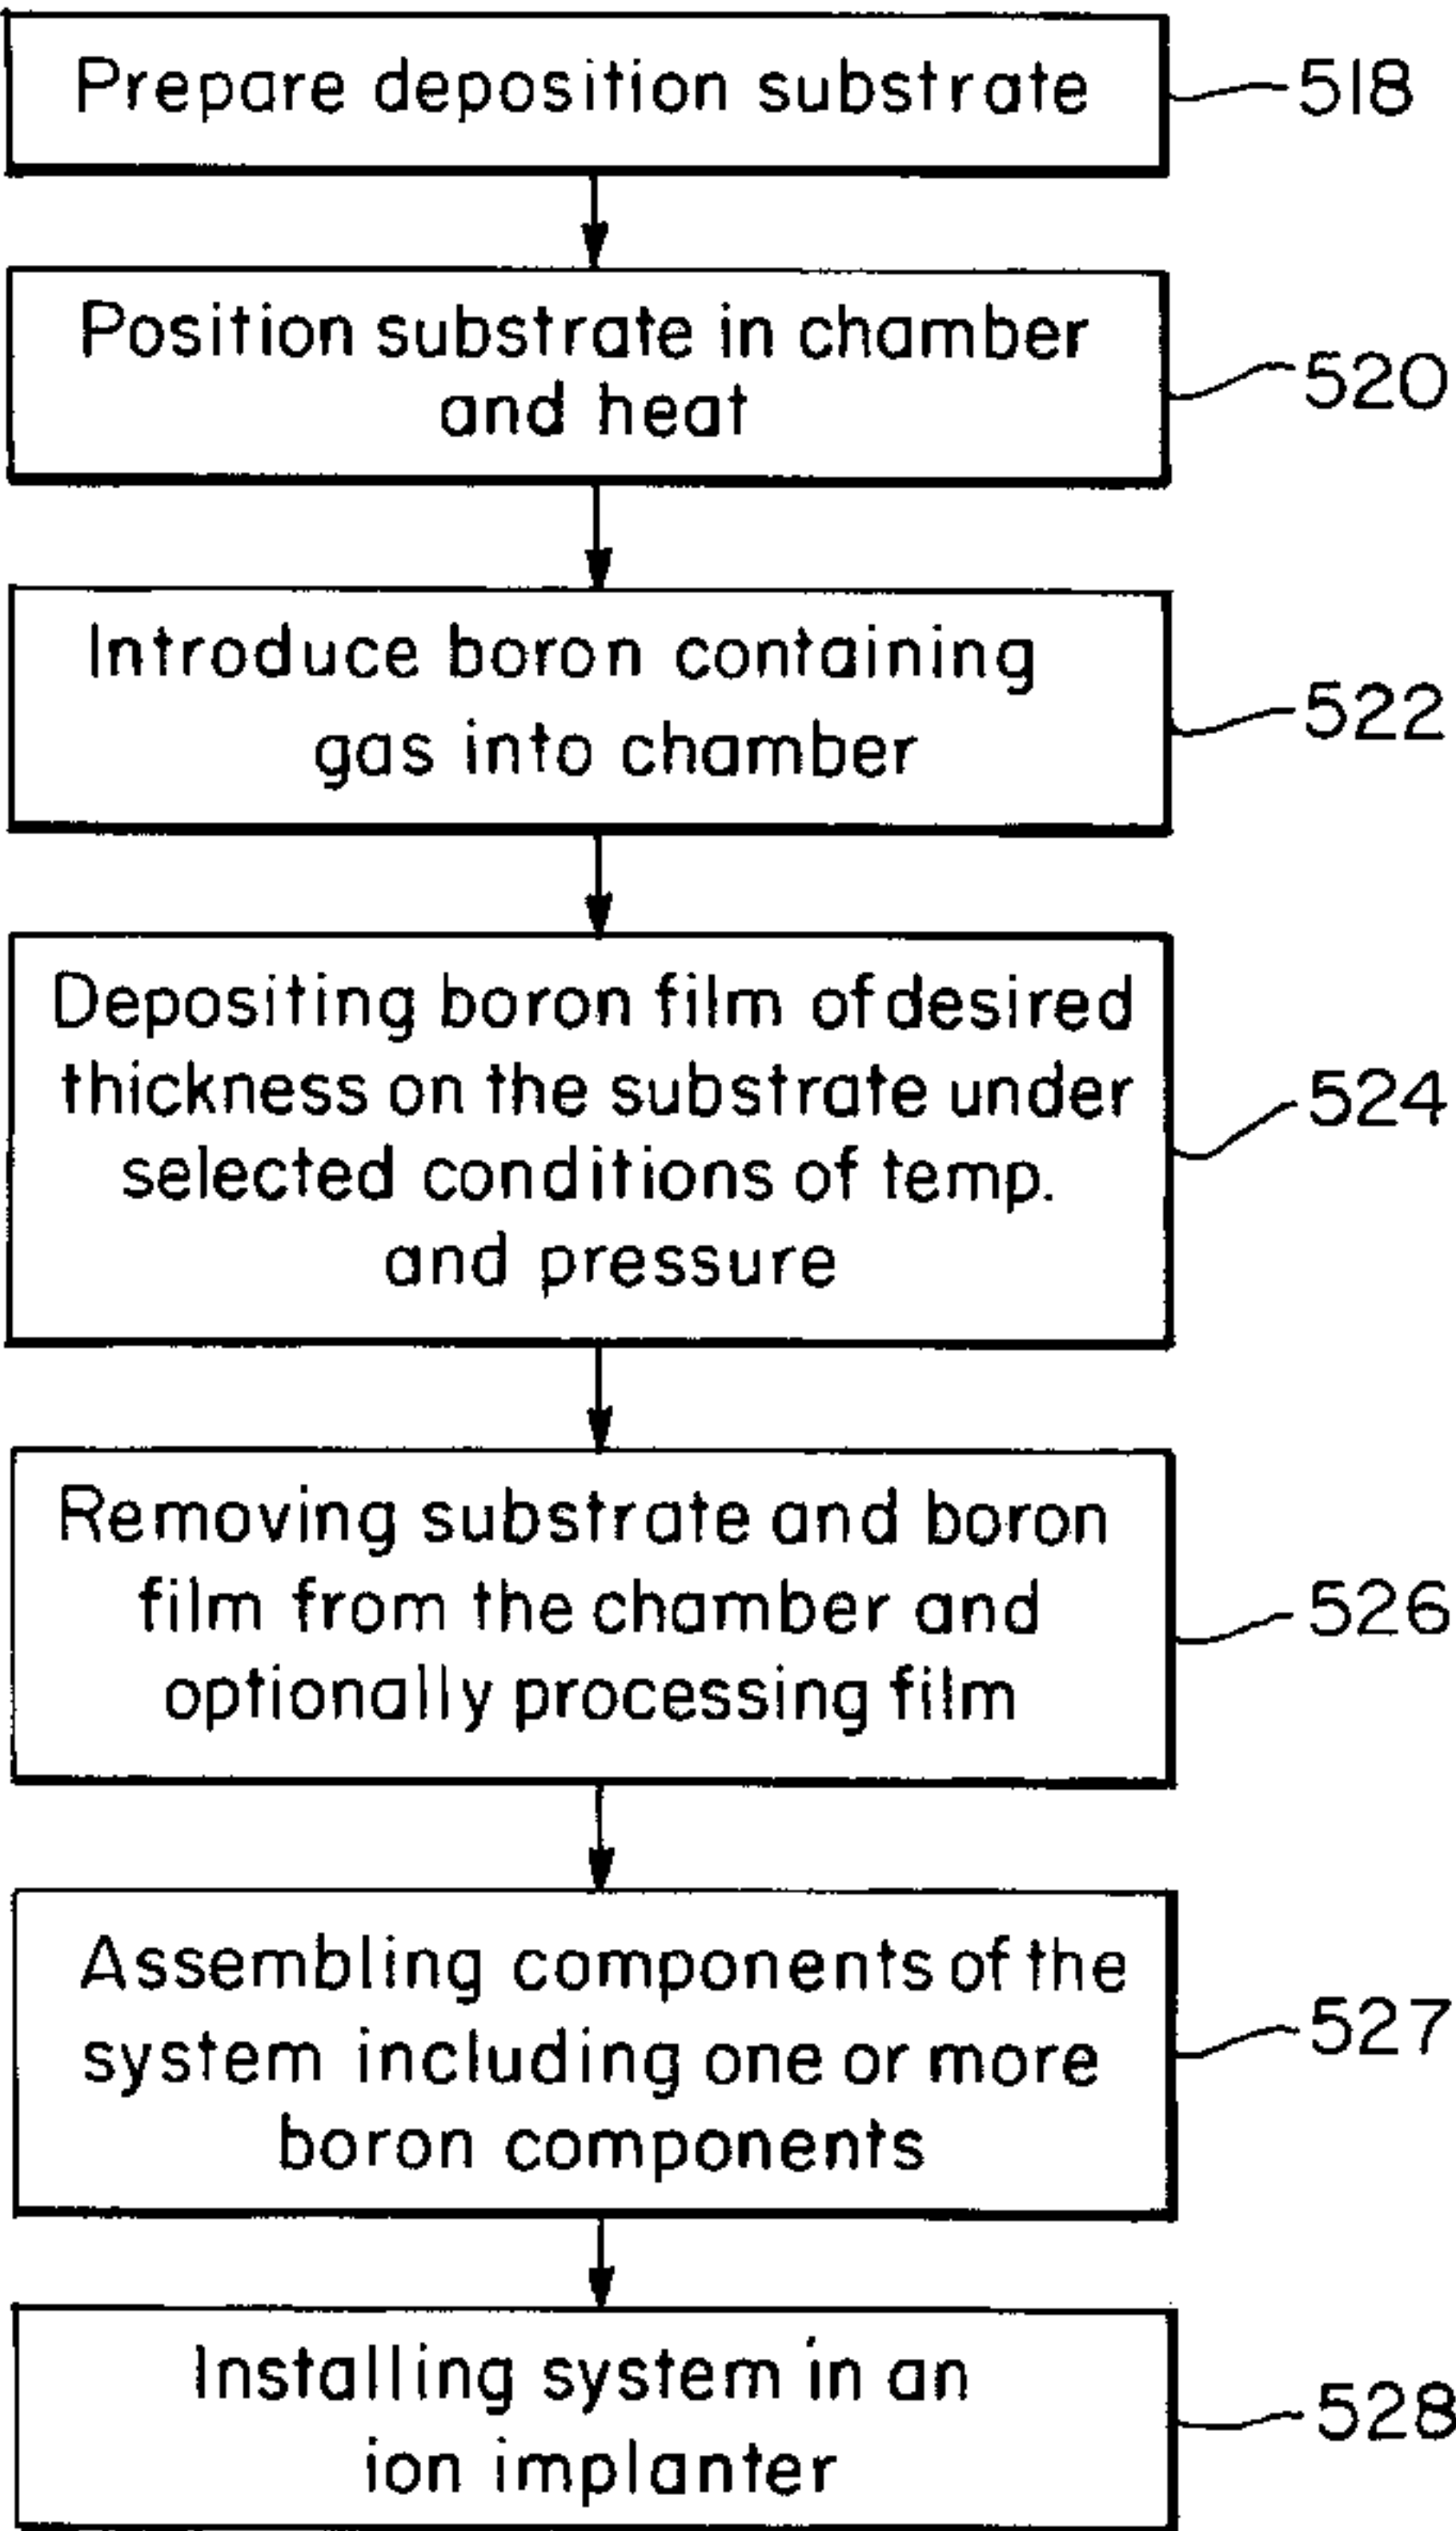 Prepare deposition substrate
518
Position substrate in chamber
and heat
520
Introduce boron containing
gas into chamber
522
Depositing boron film of desired
thickness on the substrate under
selected conditions of temp.
and pressure
524
Removing substrate and boron
film from the chamber and
optionally processing film
526
Assembling components of the
system including one or more
boron components
527
Installing system in an
ion implanter
528